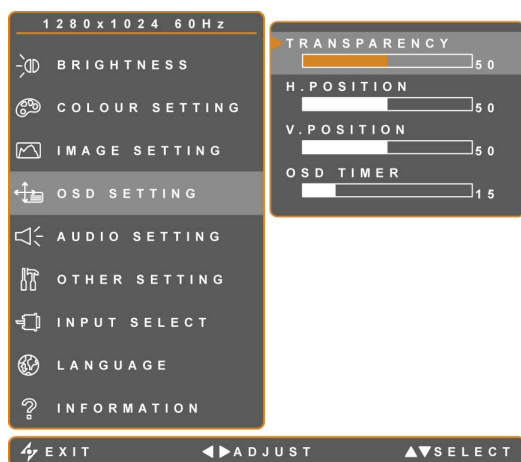 1280x1024 60Hz
BRIGHTNESS
COLOUR SETTING
IMAGE SETTING
OSD SETTING
AUDIO SETTING
OTHER SETTING
INPUT SELECT
LANGUAGE
INFORMATION
TRANSPARENCY
50
H.POSITION
50
V.POSITION
50
OSD TIMER
15
EXIT ADJUST SELECT